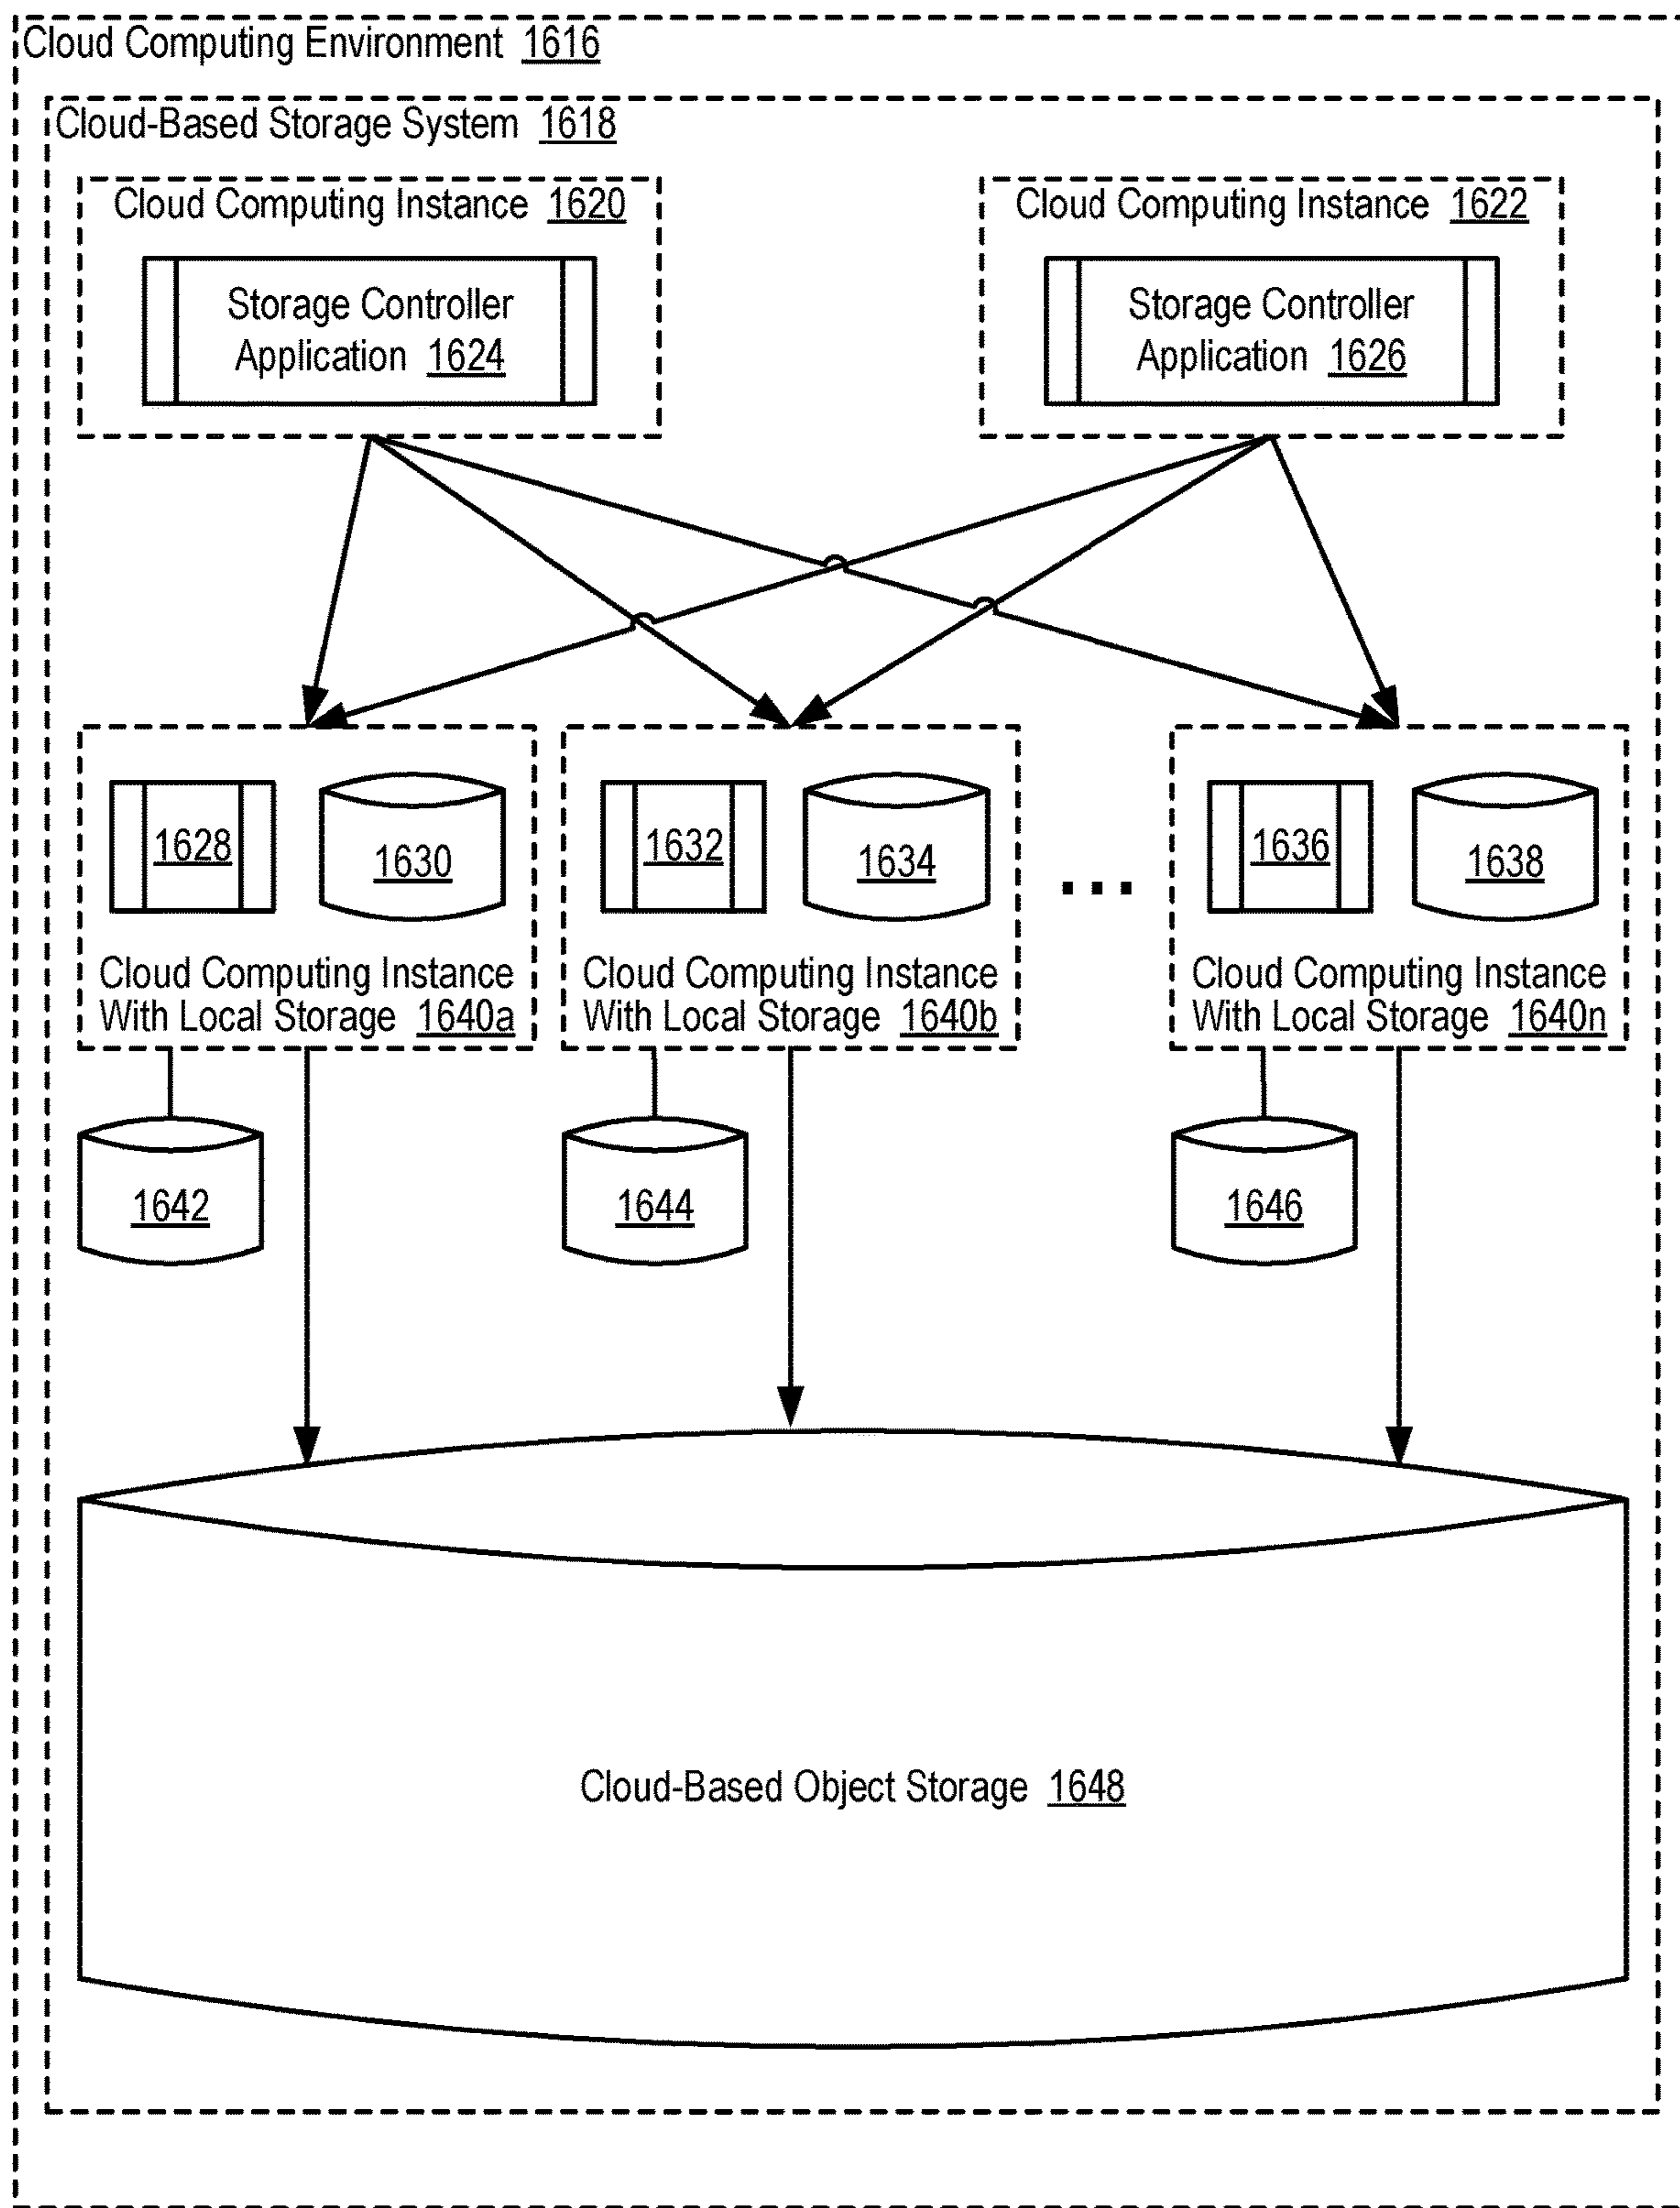 Cloud Computing Environment 1616
Cloud-Based Storage System 1618
Cloud Computing Instance 1620
Storage Controller
Application 1624
Cloud Computing Instance 1622
Storage Controller
Application 1626
1628
1630
Cloud Computing Instance
With Local Storage 1640a
1632
1634
Cloud Computing Instance
With Local Storage 1640b
...
1636
1638
Cloud Computing Instance
With Local Storage 1640n
1642
1644
1646
Cloud-Based Object Storage 1648